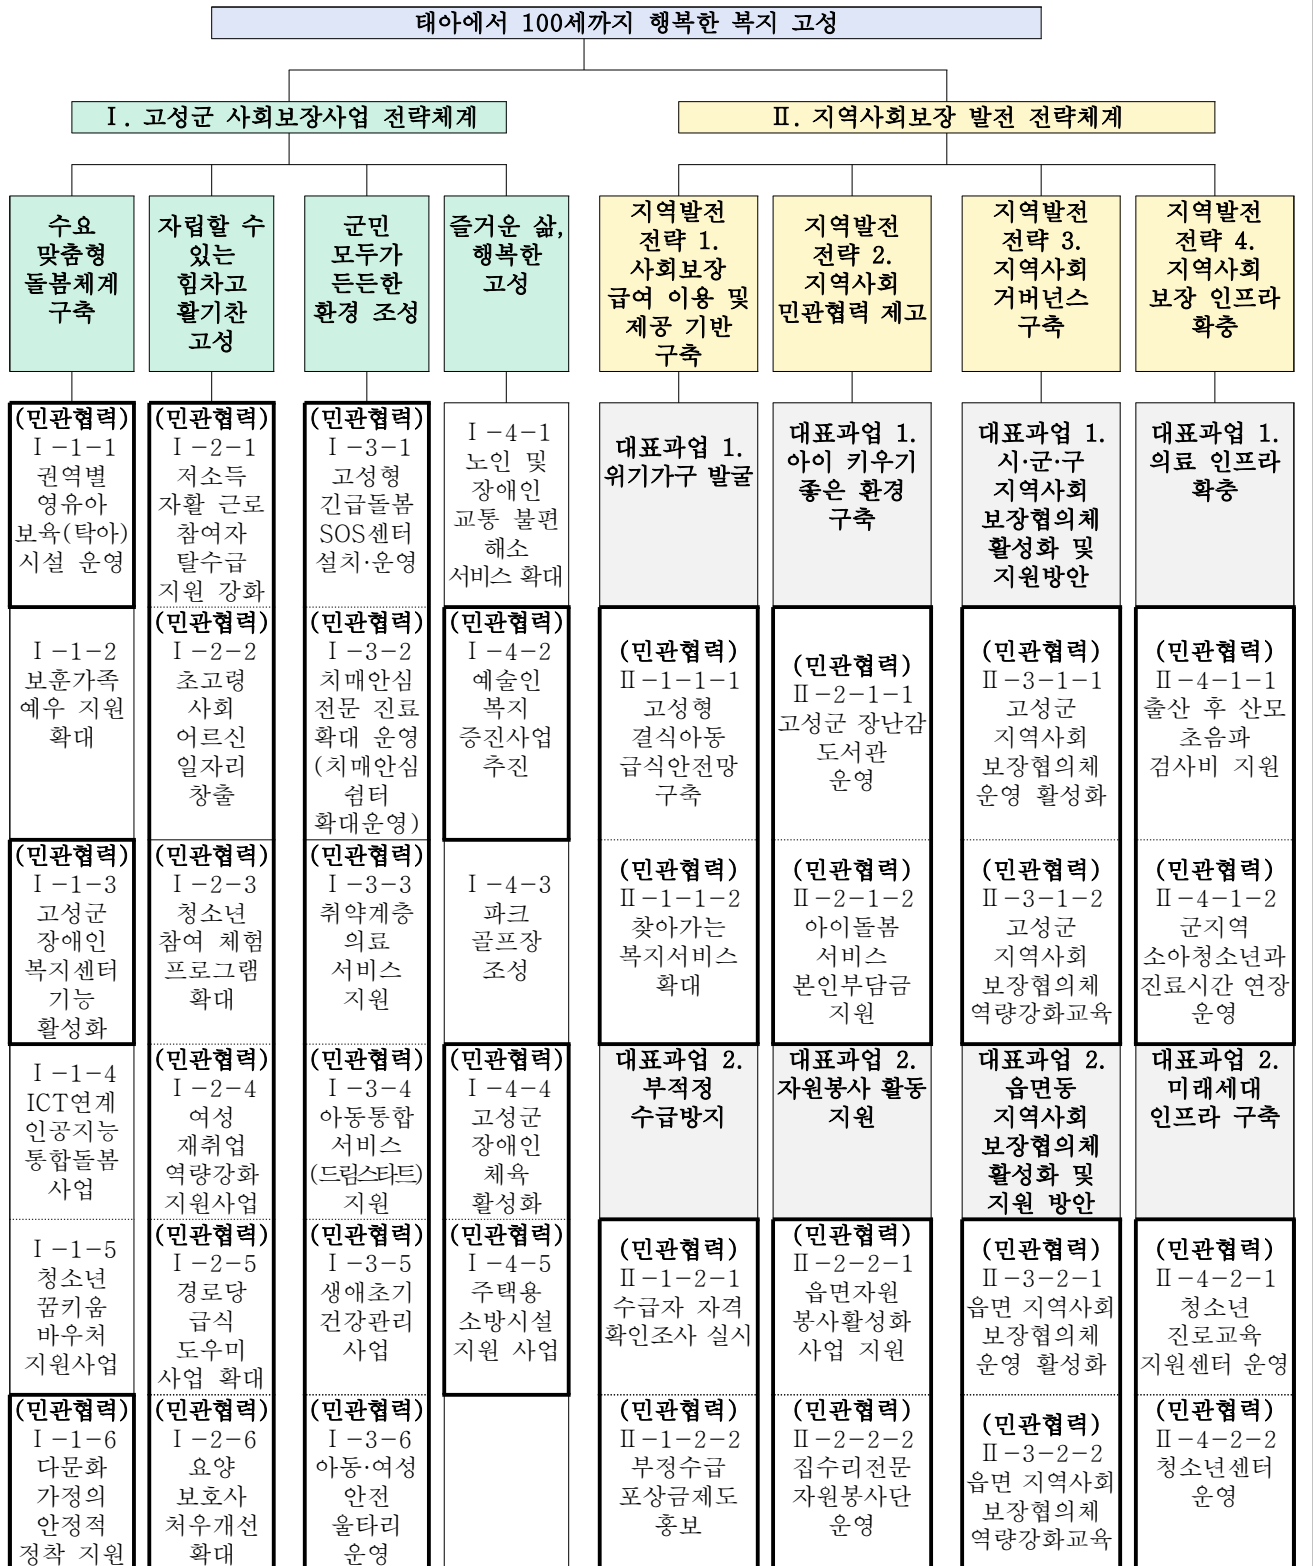 태아에서 100세까지 행복한 복지 고성
Ⅰ. 고성군 사회보장사업 전략체계
Ⅱ. 지역사회보장 발전 전략체계
수요
맞춤형
돌봄체계
구축
자립할 수
있는
힘차고
활기찬
고성
군민
모두가
든든한
환경 조성
즐거운 삶,
행복한
고성
지역발전
전략 1.
사회보장
급여 이용 및
제공 기반
구축
지역발전
전략 2.
지역사회
민관협력 제고
지역발전
전략 3.
지역사회
거버넌스
구축
지역발전
전략 4.
지역사회
보장 인프라
확충
(민관협력)
Ⅰ-1-1
권역별
영유아
보육(탁아)
시설 운영
(민관협력)
Ⅰ-2-1
저소득
자활 근로
참여자
탈수급
지원 강화
(민관협력)
Ⅰ-3-1
고성형
긴급돌봄
SOS센터
설치·운영
Ⅰ-4-1
노인 및
장애인
교통 불편
해소
서비스 확대
대표과업 1.
위기가구 발굴
대표과업 1.
아이 키우기
좋은 환경
구축
대표과업 1.
시·군·구
지역사회
보장협의체
활성화 및
지원방안
대표과업 1.
의료 인프라
확충
Ⅰ-1-2
보훈가족
예우 지원
확대
(민관협력)
Ⅰ-2-2
초고령
사회
어르신
일자리
창출
(민관협력)
Ⅰ-3-2
치매안심
전문 진료
확대 운영
(치매안심
쉼터
확대운영)
(민관협력)
Ⅰ-4-2
예술인
복지
증진사업
추진
(민관협력)
Ⅱ-1-1-1
고성형
결식아동
급식안전망
구축
(민관협력)
Ⅱ-2-1-1
고성군 장난감
도서관
운영
(민관협력)
Ⅱ-3-1-1
고성군
지역사회
보장협의체
운영 활성화
(민관협력)
Ⅱ-4-1-1
출산 후 산모
초음파
검사비 지원
(민관협력)
Ⅰ-1-3
고성군
장애인
복지센터
기능
활성화
(민관협력)
Ⅰ-2-3
청소년
참여 체험
프로그램
확대
(민관협력)
Ⅰ-3-3
취약계층
의료
서비스
지원
Ⅰ-4-3
파크
골프장
조성
(민관협력)
Ⅱ-1-1-2
찾아가는
복지서비스
확대
(민관협력)
Ⅱ-2-1-2
아이돌봄
서비스
본인부담금
지원
(민관협력)
Ⅱ-3-1-2
고성군
지역사회
보장협의체
역량강화교육
(민관협력)
Ⅱ-4-1-2
군지역
소아청소년과
진료시간 연장
운영
Ⅰ-1-4
ICT연계
인공지능
통합돌봄
사업
(민관협력)
Ⅰ-2-4
여성
재취업
역량강화
지원사업
(민관협력)
Ⅰ-3-4
아동통합
서비스
(드림스타트)
지원
(민관협력)
Ⅰ-4-4
고성군
장애인
체육
활성화
대표과업 2.
부적정
수급방지
대표과업 2.
자원봉사 활동
지원
대표과업 2.
읍면동
지역사회
보장협의체
활성화 및
지원 방안
대표과업 2.
미래세대
인프라 구축
Ⅰ-1-5
청소년
꿈키움
바우처
지원사업
(민관협력)
Ⅰ-2-5
경로당
급식
도우미
사업 확대
(민관협력)
Ⅰ-3-5
생애초기
건강관리
사업
(민관협력)
Ⅰ-4-5
주택용
소방시설
지원 사업
(민관협력)
Ⅱ-1-2-1
수급자 자격
확인조사 실시
(민관협력)
Ⅱ-2-2-1
읍면자원
봉사활성화
사업 지원
(민관협력)
Ⅱ-3-2-1
읍면 지역사회
보장협의체
운영 활성화
(민관협력)
Ⅱ-4-2-1
청소년
진로교육
지원센터 운영
(민관협력)
Ⅰ-1-6
다문화
가정의
안정적
정착 지원
(민관협력)
Ⅰ-2-6
요양
보호사
처우개선
확대
(민관협력)
Ⅰ-3-6
아동·여성
안전
울타리
운영
(민관협력)
Ⅱ-1-2-2
부정수급
포상금제도
홍보
(민관협력)
Ⅱ-2-2-2
집수리전문
자원봉사단
운영
(민관협력)
Ⅱ-3-2-2
읍면 지역사회
보장협의체
역량강화교육
(민관협력)
Ⅱ-4-2-2
청소년센터
운영